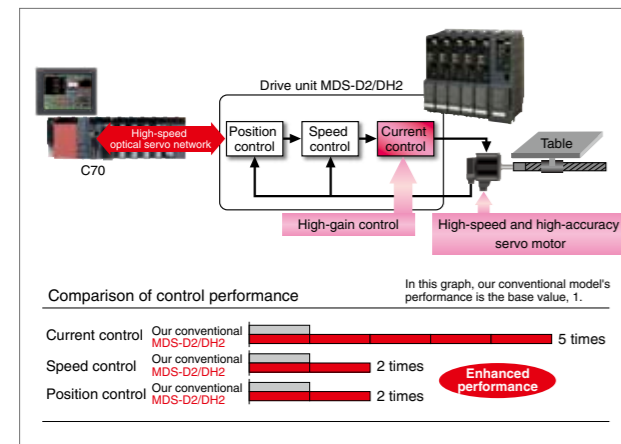 Drive unit MDS-D2/DH2
High-speed
optical servo network
Position
control
Speed
control
Current
control
Table
C70
High-gain control
High-speed and high-accuracy
servo motor
Comparison of control performance
In this graph, our conventional model's
performance is the base value, 1.
Current control
Our conventional
MDS-D2/DH2
5 times
Speed control
Our conventional
MDS-D2/DH2
2 times
Position control
Our conventional
MDS-D2/DH2
2 times
Enhanced
performance